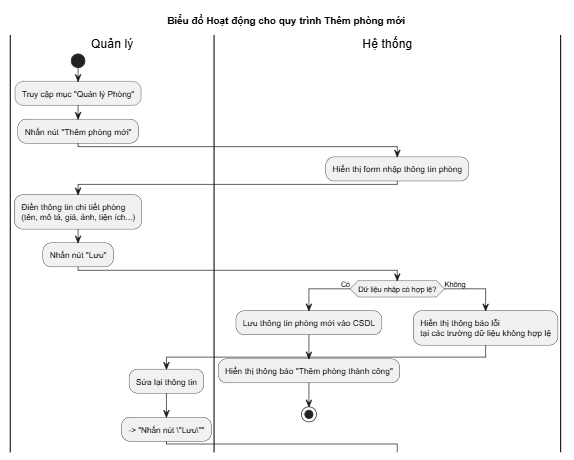 Biểu đồ Hoạt động cho quy trình Thêm phòng mới
Quản lý
Hệ thống
Truy cập mục "Quản lý Phòng"
Nhấn nút "Thêm phòng mới"
Hiển thị form nhập thông tin phòng
Điền thông tin chi tiết phòng
(tên, mô tả, giá, ảnh, tiện ích...)
Nhấn nút "Lưu"
Có
Dữ liệu nhập có hợp lệ?
Không
Lưu thông tin phòng mới vào CSDL
Hiển thị thông báo lỗi
tại các trường dữ liệu không hợp lệ
Hiển thị thông báo "Thêm phòng thành công"
Sửa lại thông tin
-> "Nhấn nút \"Lưu\""